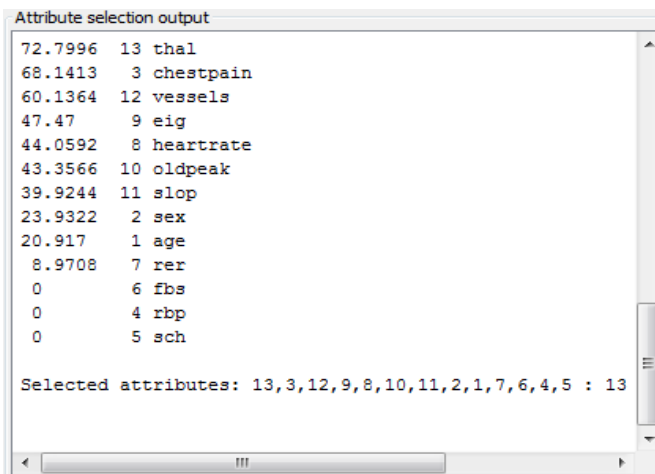 Attribute selection output
72.7996 13 thal
68.1413 3 chestpain
60.1364 12 vessels
47.47 9 eig
44.0592 8 heartrate
43.3566 10 oldpeak
39.9244 11 slop
23.9322 2 sex
20.917 1 age
8.9708 7 rer
0 6 fbs
0 4 rbp
0 5 sch
Selected attributes: 13,3,12,9,8,10,11,2,1,7,6,4,5 : 13